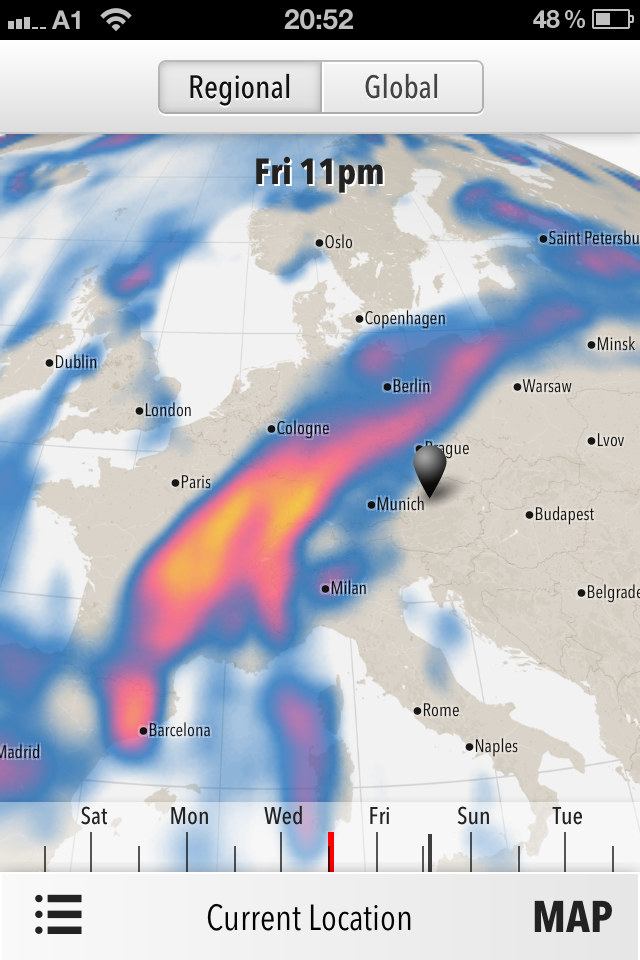 A1 20:52 48 %
Regional Global
Fri 11pm
Oslo
Saint Petersbu
Copenhagen
Minsk
Dublin
Berlin
Warsaw
London
Cologne
Lvov
Prague
Paris
Munich
Budapest
Milan
Belgrade
Rome
Barcelona
Naples
Madrid
Sat Mon Wed Fri Sun Tue
Current Location MAP